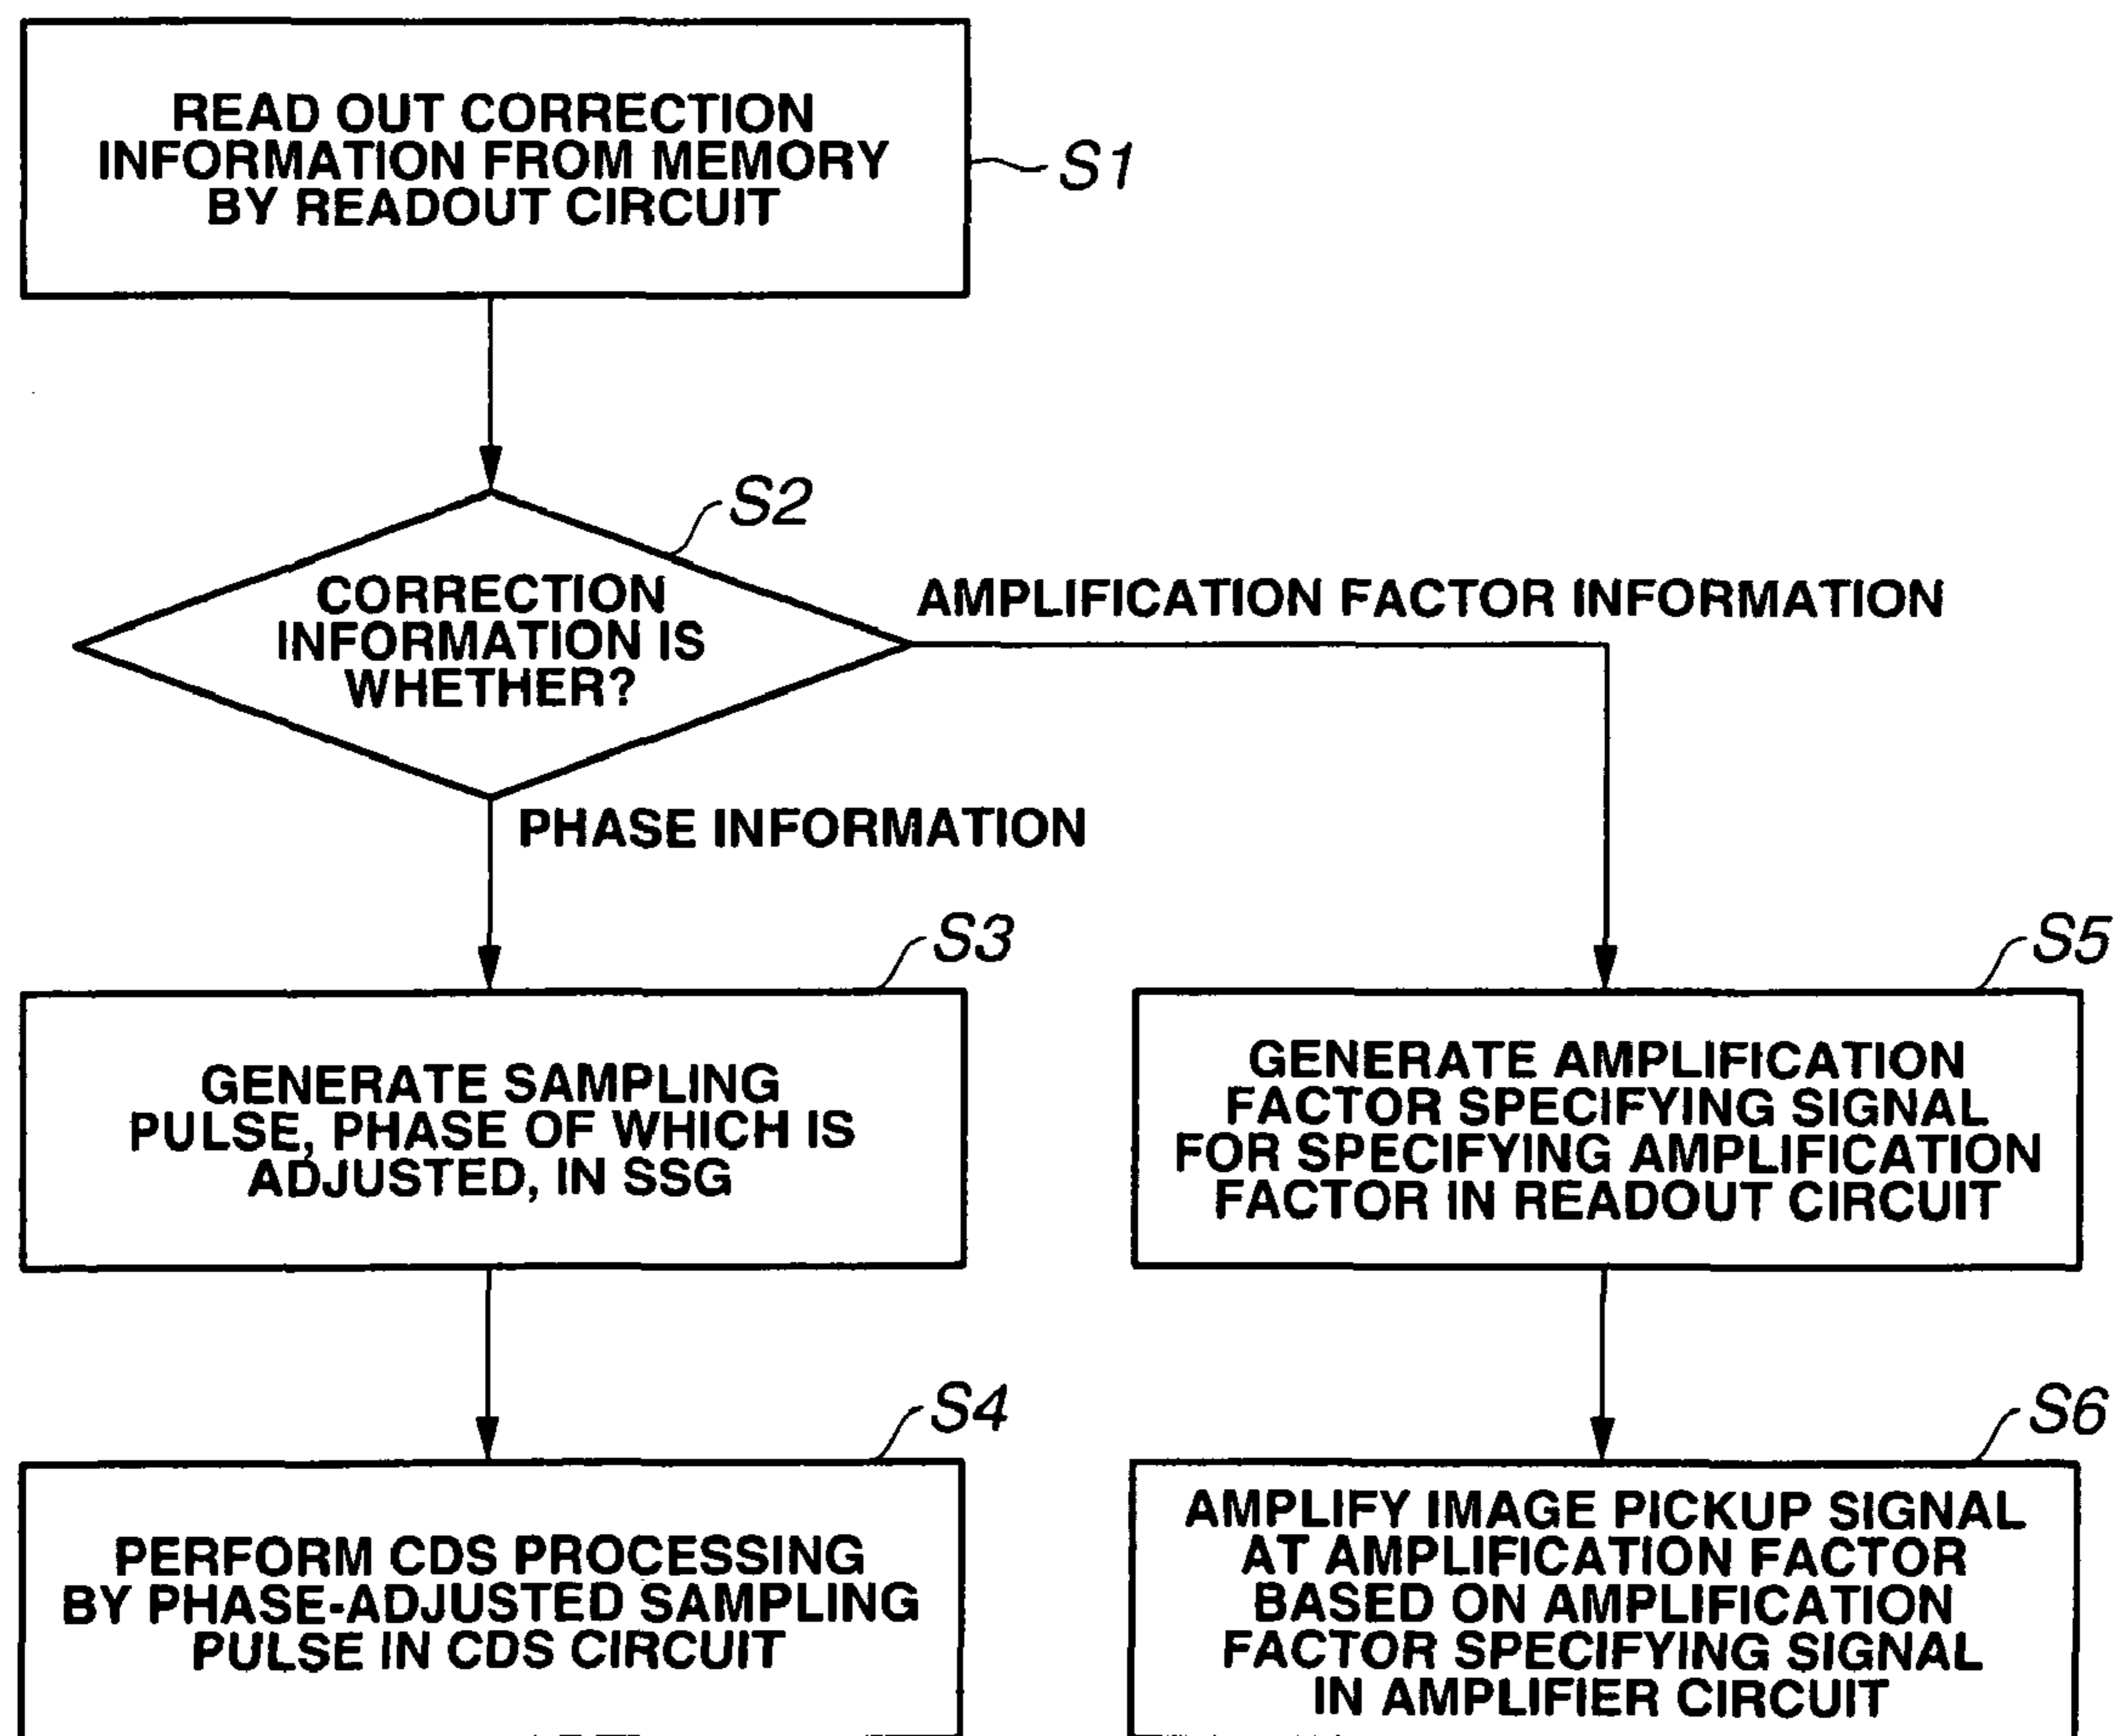 READ OUT CORRECTION
INFORMATION FROM MEMORY
BY READOUT CIRCUIT
S1
S2
CORRECTION
INFORMATION IS
WHETHER?
AMPLIFICATION FACTOR INFORMATION
PHASE INFORMATION
S3
GENERATE SAMPLING
PULSE, PHASE OF WHICH IS
ADJUSTED, IN SSG
S5
GENERATE AMPLIFICATION
FACTOR SPECIFYING SIGNAL
FOR SPECIFYING AMPLIFICATION
FACTOR IN READOUT CIRCUIT
S4
PERFORM CDS PROCESSING
BY PHASE-ADJUSTED SAMPLING
PULSE IN CDS CIRCUIT
S6
AMPLIFY IMAGE PICKUP SIGNAL
AT AMPLIFICATION FACTOR
BASED ON AMPLIFICATION
FACTOR SPECIFYING SIGNAL
IN AMPLIFIER CIRCUIT